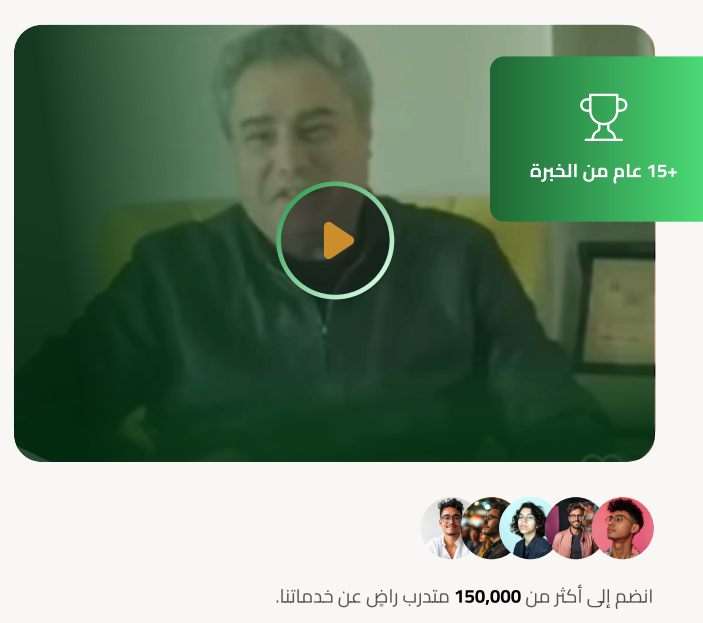 +15 عام من الخبرة
انضم إلى أكثر من 150,000 متدرب راضٍ عن خدماتنا.